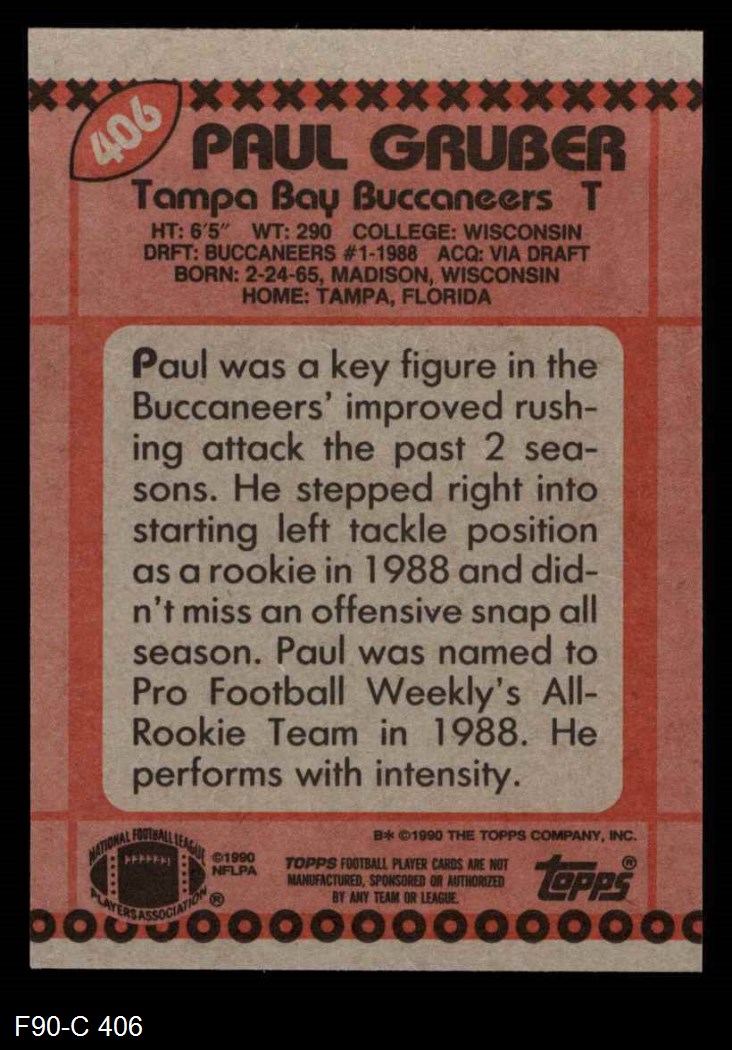 406
PAUL GRUBER
Tampa Bay Buccaneers T
HT: 6'5" WT: 290 COLLEGE: WISCONSIN
DRFT: BUCCANEERS #1-1988 ACQ: VIA DRAFT
BORN: 2-24-65, MADISON, WISCONSIN
HOME: TAMPA, FLORIDA
Paul was a key figure in the
Buccaneers' improved rush-
ing attack the past 2 sea-
sons. He stepped right into
starting left tackle position
as a rookie in 1988 and did-
n't miss an offensive snap all
season. Paul was named to
Pro Football Weekly's All-
Rookie Team in 1988. He
performs with intensity.
B* ©1990 THE TOPPS COMPANY, INC.
NATIONAL FOOTBALL LEAGUE
PLAYERS ASSOCIATION ®
©1990
NFLPA
TOPPS FOOTBALL PLAYER CARDS ARE NOT
MANUFACTURED, SPONSORED OR AUTHORIZED
BY ANY TEAM OR LEAGUE.
topps®
F90-C 406